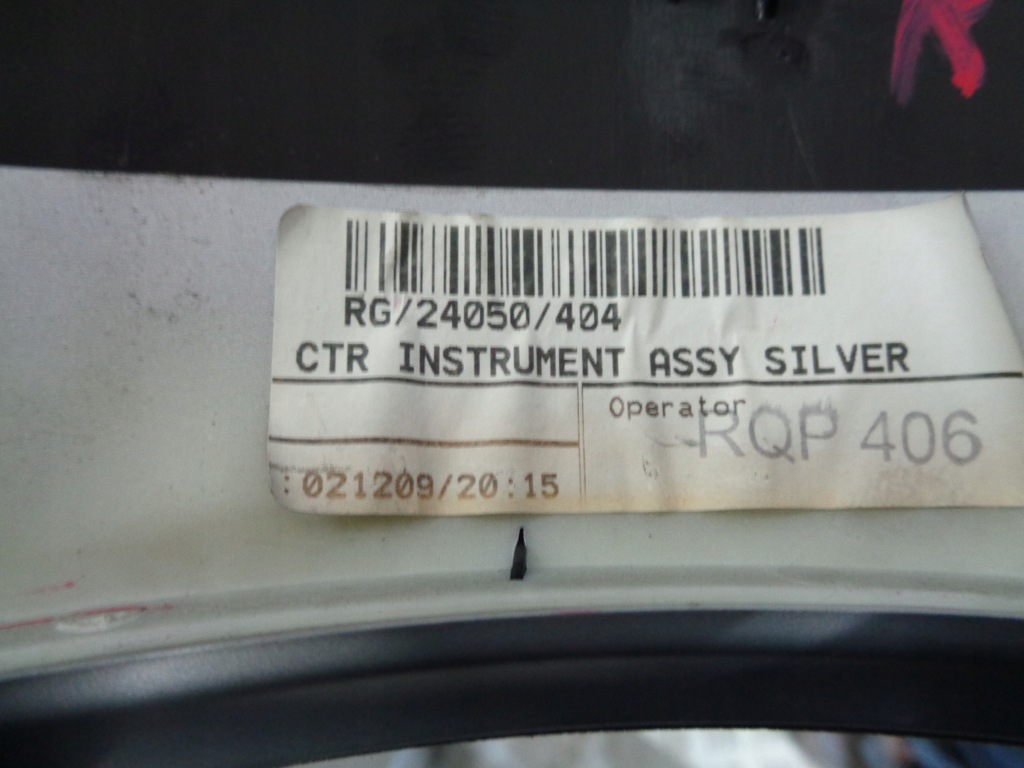 RG/24050/404
CTR INSTRUMENT ASSY SILVER
Operator
RQP 406
:021209/20:15